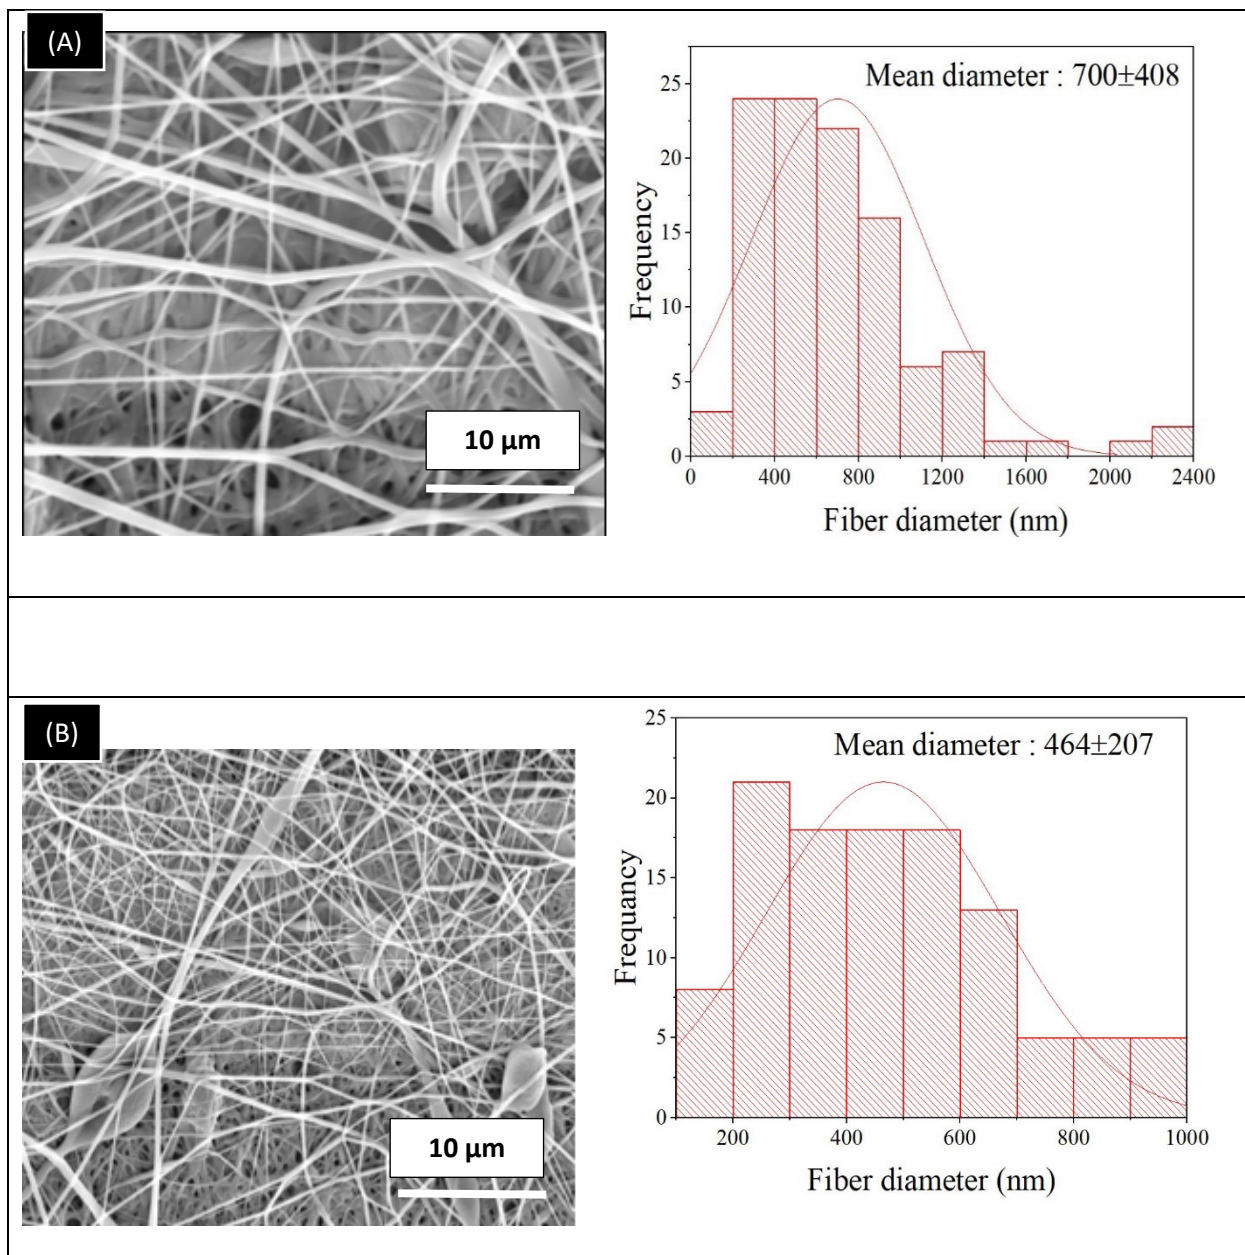 (A)
10 µm
Mean diameter : 700±408
25
20
15
10
5
0
Frequency
0 400 800 1200 1600 2000 2400
Fiber diameter (nm)
(B)
10 µm
Mean diameter : 464±207
25
20
15
10
5
0
Frequancy
200 400 600 800 1000
Fiber diameter (nm)